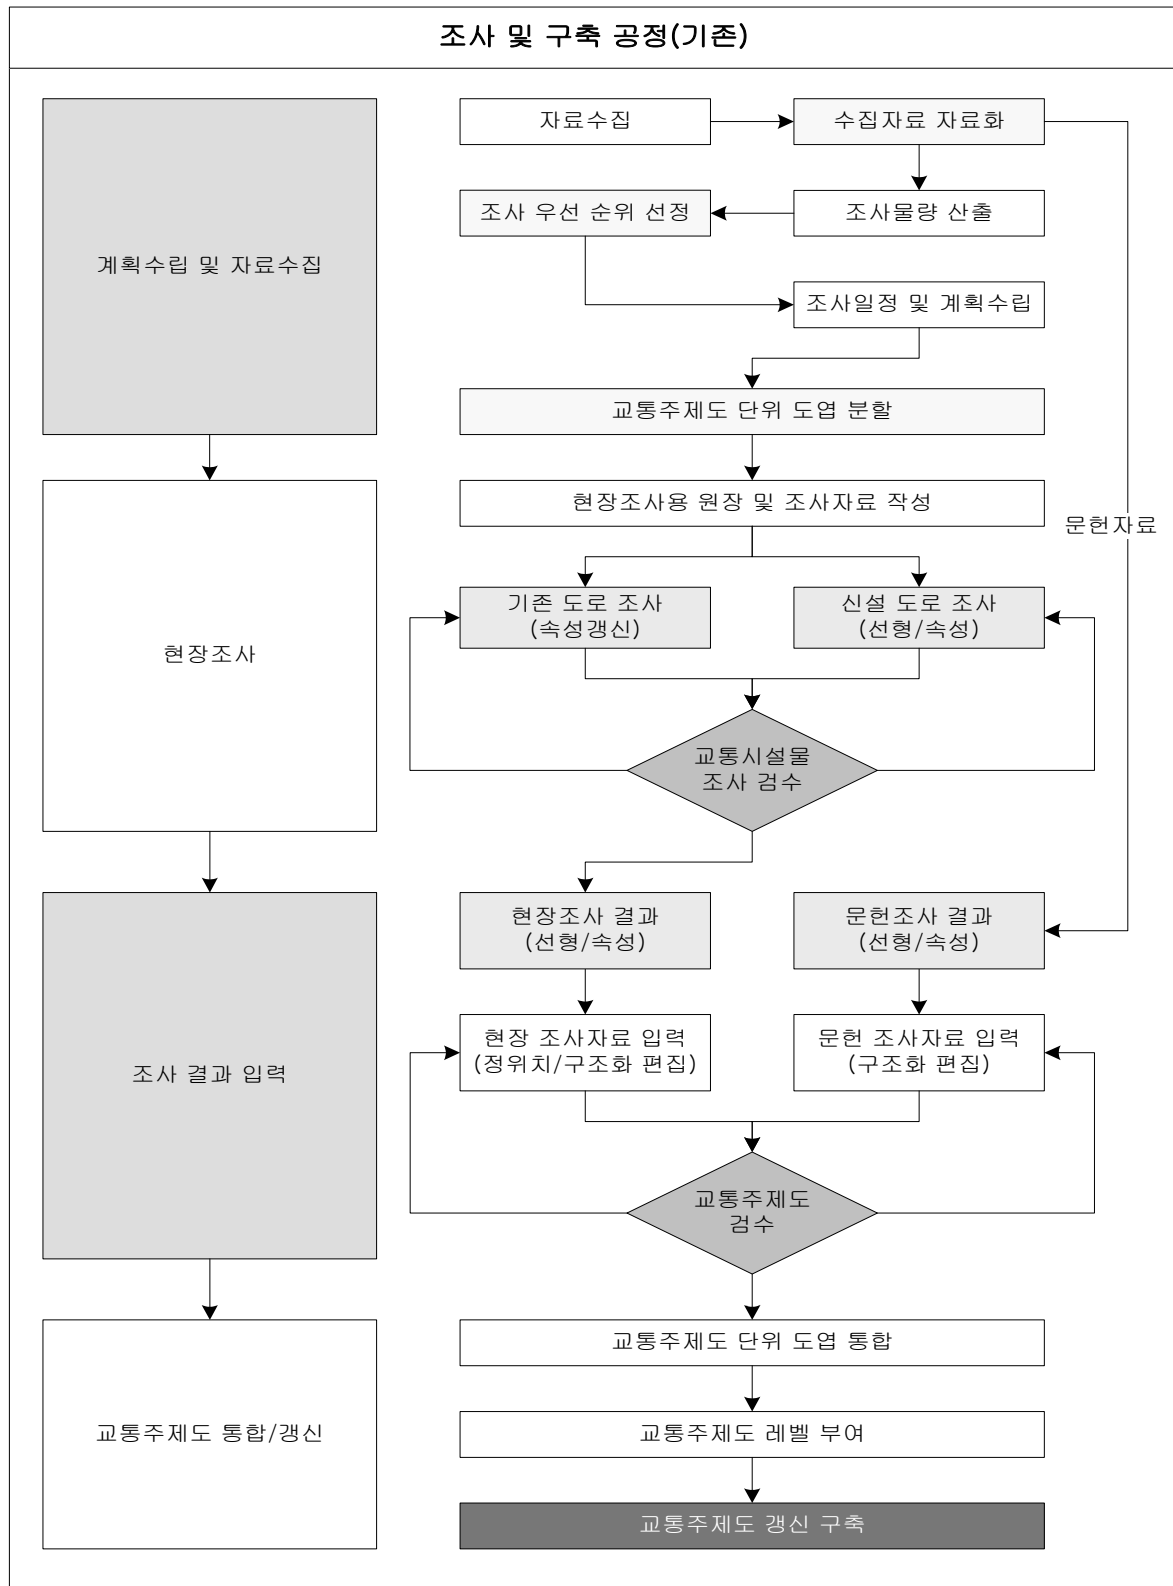 조사 및 구축 공정(기존)
계획수립 및 자료수집
자료수집
수집자료 자료화
조사 우선 순위 선정
조사물량 산출
조사일정 및 계획수립
교통주제도 단위 도엽 분할
현장조사
현장조사용 원장 및 조사자료 작성
문헌자료
기존 도로 조사
(속성갱신)
신설 도로 조사
(선형/속성)
교통시설물
조사 검수
조사 결과 입력
현장조사 결과
(선형/속성)
문헌조사 결과
(선형/속성)
현장 조사자료 입력
(정위치/구조화 편집)
문헌 조사자료 입력
(구조화 편집)
교통주제도
검수
교통주제도 통합/갱신
교통주제도 단위 도엽 통합
교통주제도 레벨 부여
교통주제도 갱신 구축